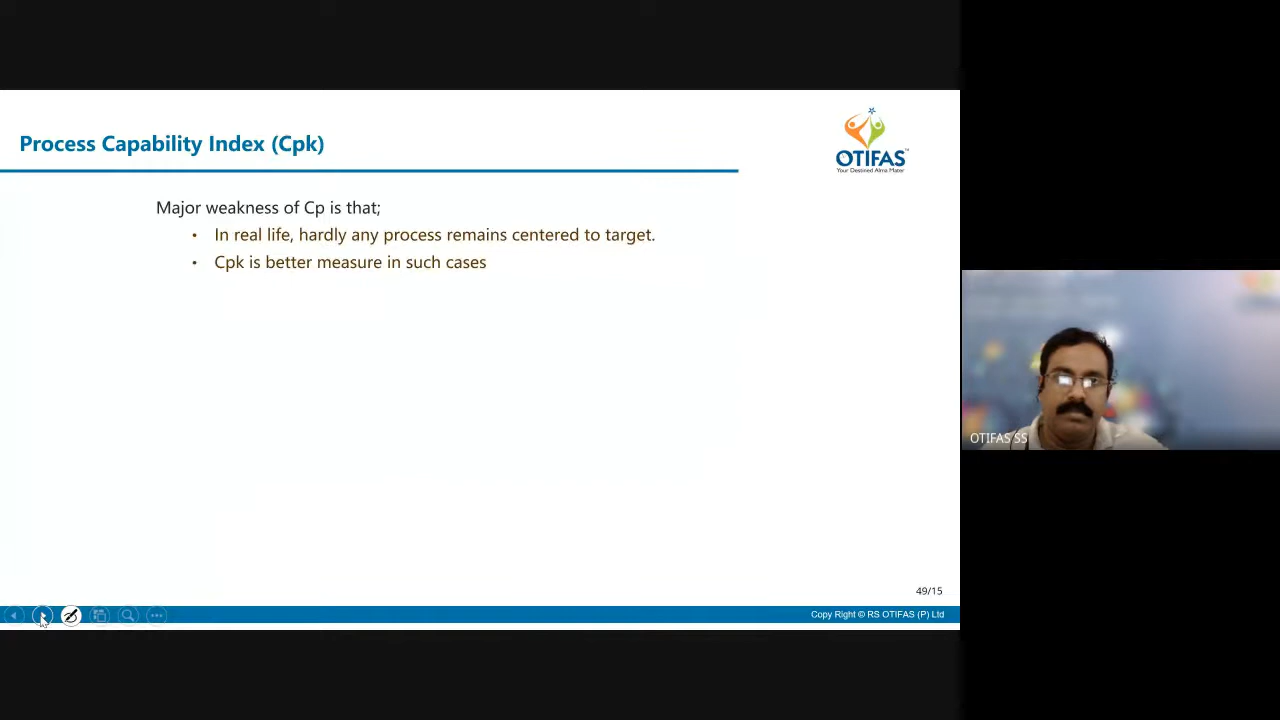 Process Capability Index (Cpk)
OTIFAS
Your Destined Alma Mater
Major weakness of Cp is that;
• In real life, hardly any process remains centered to target.
• Cpk is better measure in such cases
OTIFAS SS
49/15
Copy Right © RS OTIFAS (P) Ltd